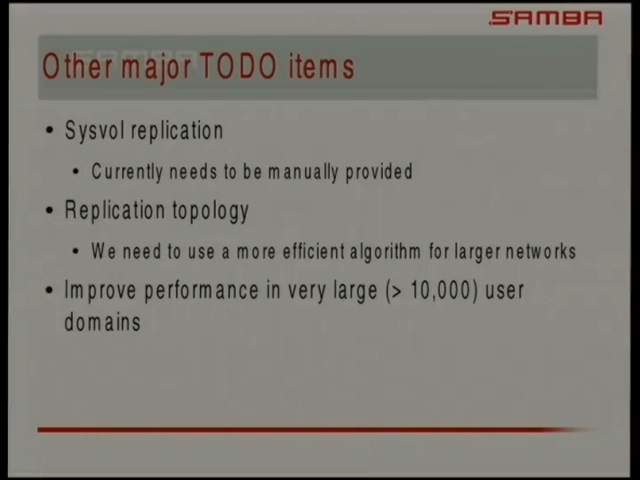 SAMBA
Other major TODO items
• Sysvol replication
• Currently needs to be manually provided
• Replication topology
• We need to use a more efficient algorithm for larger networks
• Improve performance in very large (> 10,000) user
domains